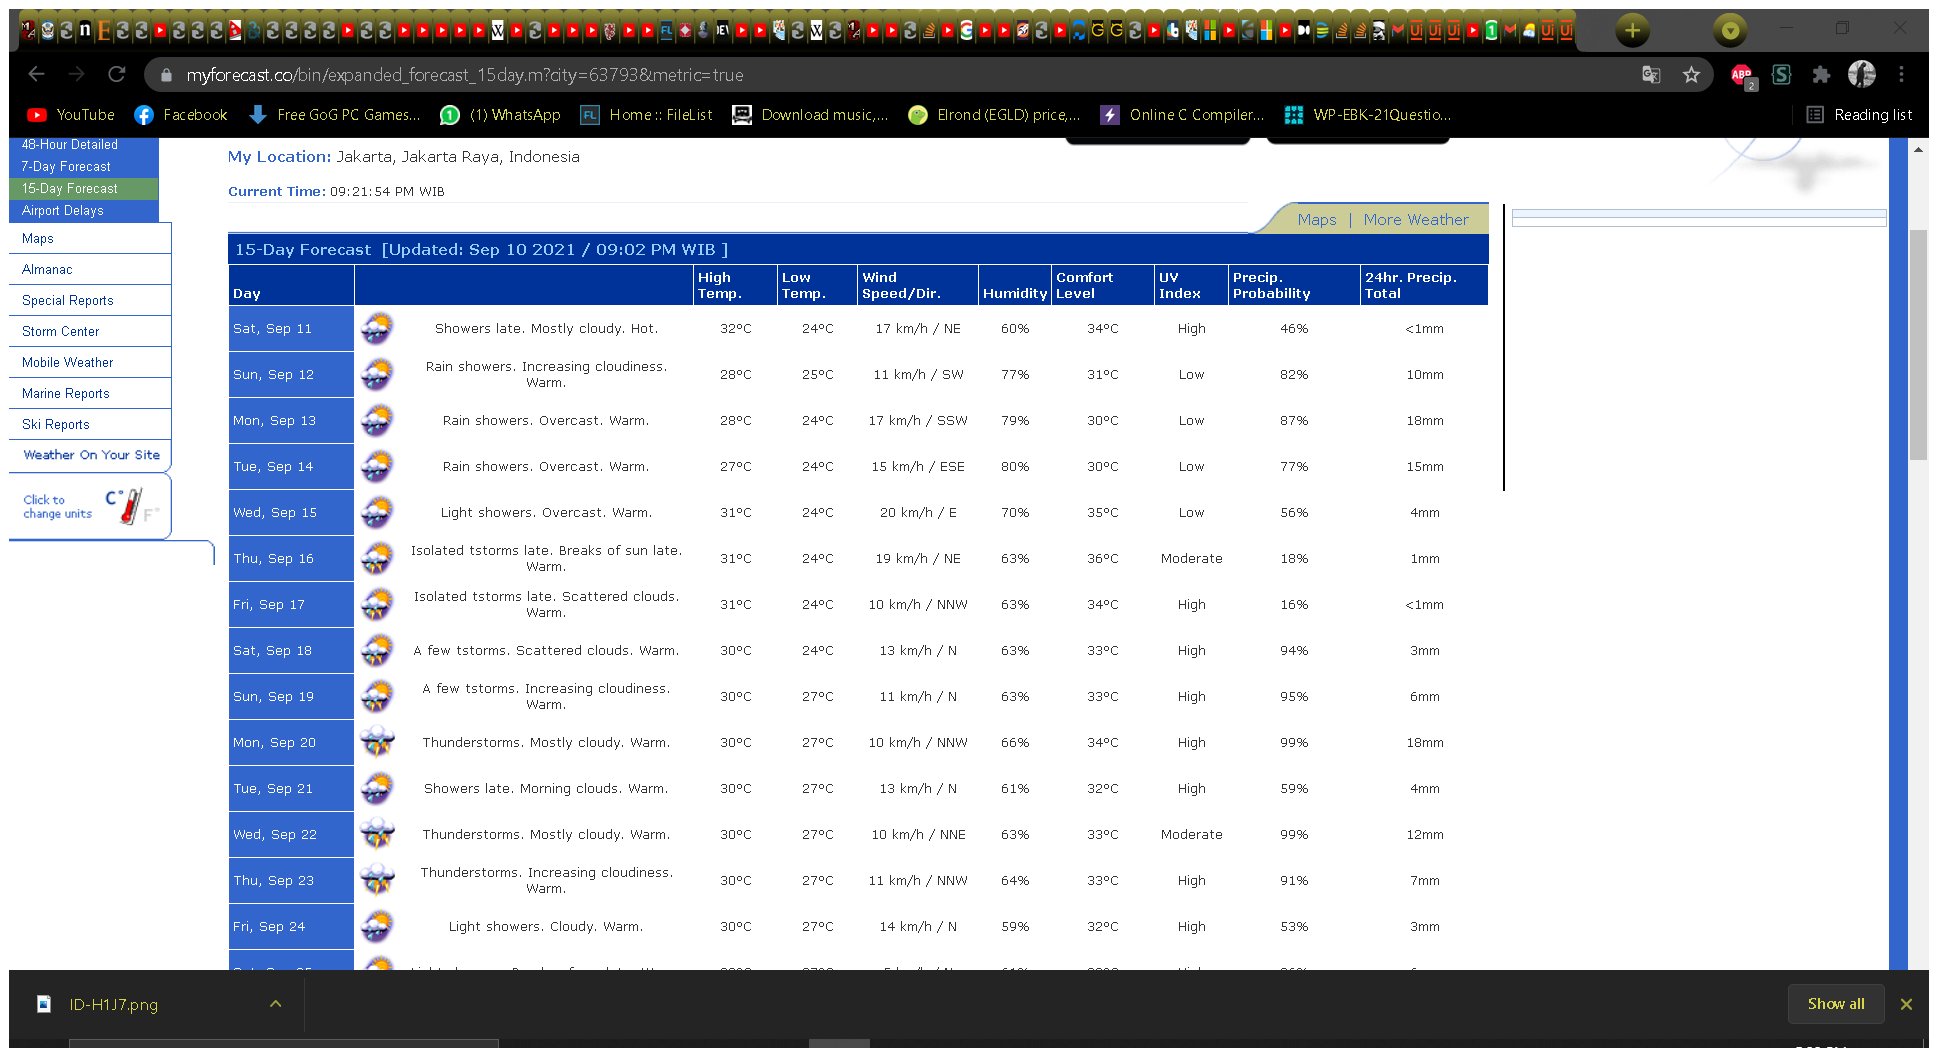 myforecast.co/bin/expanded_forecast_15day.m?city=63793&metric=true
ABP 2
YouTube Facebook Free GoG PC Games... (1) WhatsApp FL Home :: FileList Download music,... Elrond (EGLD) price,... Online C Compiler... WP-EBK-21Questio... Reading list
48-Hour Detailed
7-Day Forecast
15-Day Forecast
Airport Delays
Maps
Almanac
Special Reports
Storm Center
Mobile Weather
Marine Reports
Ski Reports
Weather On Your Site
Click to change units C° F°
My Location: Jakarta, Jakarta Raya, Indonesia
Current Time: 09:21:54 PM WIB
Maps | More Weather
15-Day Forecast [Updated: Sep 10 2021 / 09:02 PM WIB ]
Day High Temp. Low Temp. Wind Speed/Dir. Humidity Comfort Level UV Index Precip. Probability 24hr. Precip. Total
Sat, Sep 11 Showers late. Mostly cloudy. Hot. 32°C 24°C 17 km/h / NE 60% 34°C High 46% <1mm
Sun, Sep 12 Rain showers. Increasing cloudiness. Warm. 28°C 25°C 11 km/h / SW 77% 31°C Low 82% 10mm
Mon, Sep 13 Rain showers. Overcast. Warm. 28°C 24°C 17 km/h / SSW 79% 30°C Low 87% 18mm
Tue, Sep 14 Rain showers. Overcast. Warm. 27°C 24°C 15 km/h / ESE 80% 30°C Low 77% 15mm
Wed, Sep 15 Light showers. Overcast. Warm. 31°C 24°C 20 km/h / E 70% 35°C Low 56% 4mm
Thu, Sep 16 Isolated tstorms late. Breaks of sun late. Warm. 31°C 24°C 19 km/h / NE 63% 36°C Moderate 18% 1mm
Fri, Sep 17 Isolated tstorms late. Scattered clouds. Warm. 31°C 24°C 10 km/h / NNW 63% 34°C High 16% <1mm
Sat, Sep 18 A few tstorms. Scattered clouds. Warm. 30°C 24°C 13 km/h / N 63% 33°C High 94% 3mm
Sun, Sep 19 A few tstorms. Increasing cloudiness. Warm. 30°C 27°C 11 km/h / N 63% 33°C High 95% 6mm
Mon, Sep 20 Thunderstorms. Mostly cloudy. Warm. 30°C 27°C 10 km/h / NNW 66% 34°C High 99% 18mm
Tue, Sep 21 Showers late. Morning clouds. Warm. 30°C 27°C 13 km/h / N 61% 32°C High 59% 4mm
Wed, Sep 22 Thunderstorms. Mostly cloudy. Warm. 30°C 27°C 10 km/h / NNE 63% 33°C Moderate 99% 12mm
Thu, Sep 23 Thunderstorms. Increasing cloudiness. Warm. 30°C 27°C 11 km/h / NNW 64% 33°C High 91% 7mm
Fri, Sep 24 Light showers. Cloudy. Warm. 30°C 27°C 14 km/h / N 59% 32°C High 53% 3mm
ID-H1J7.png Show all